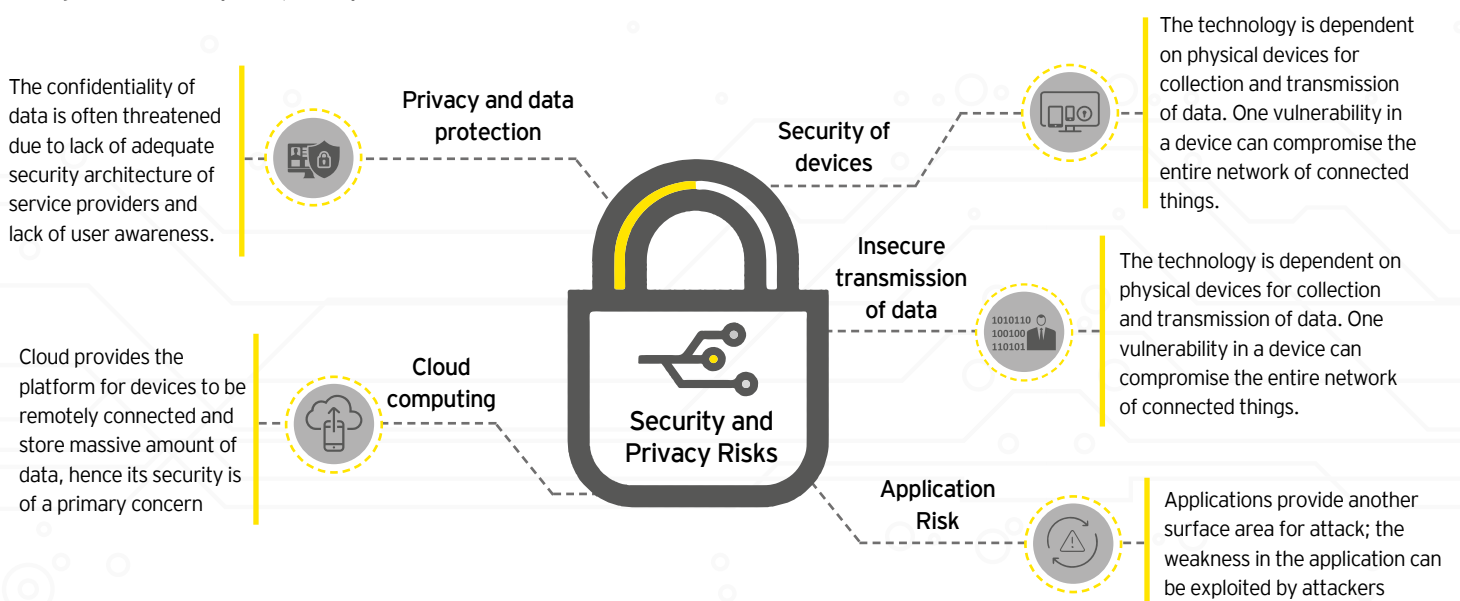 The confidentiality of
data is often threatened
due to lack of adequate
security architecture of
service providers and
lack of user awareness.
Privacy and data
protection
Security of
devices
The technology is dependent
on physical devices for
collection and transmission
of data. One vulnerability in
a device can compromise the
entire network of connected
things.
Insecure
transmission
of data
1010110
100100
110101
The technology is dependent on
physical devices for collection
and transmission of data. One
vulnerability in a device can
compromise the entire network
of connected things.
Cloud provides the
platform for devices to be
remotely connected and
store massive amount of
data, hence its security is
of a primary concern
Cloud
computing
Security and
Privacy Risks
Application
Risk
Applications provide another
surface area for attack; the
weakness in the application can
be exploited by attackers